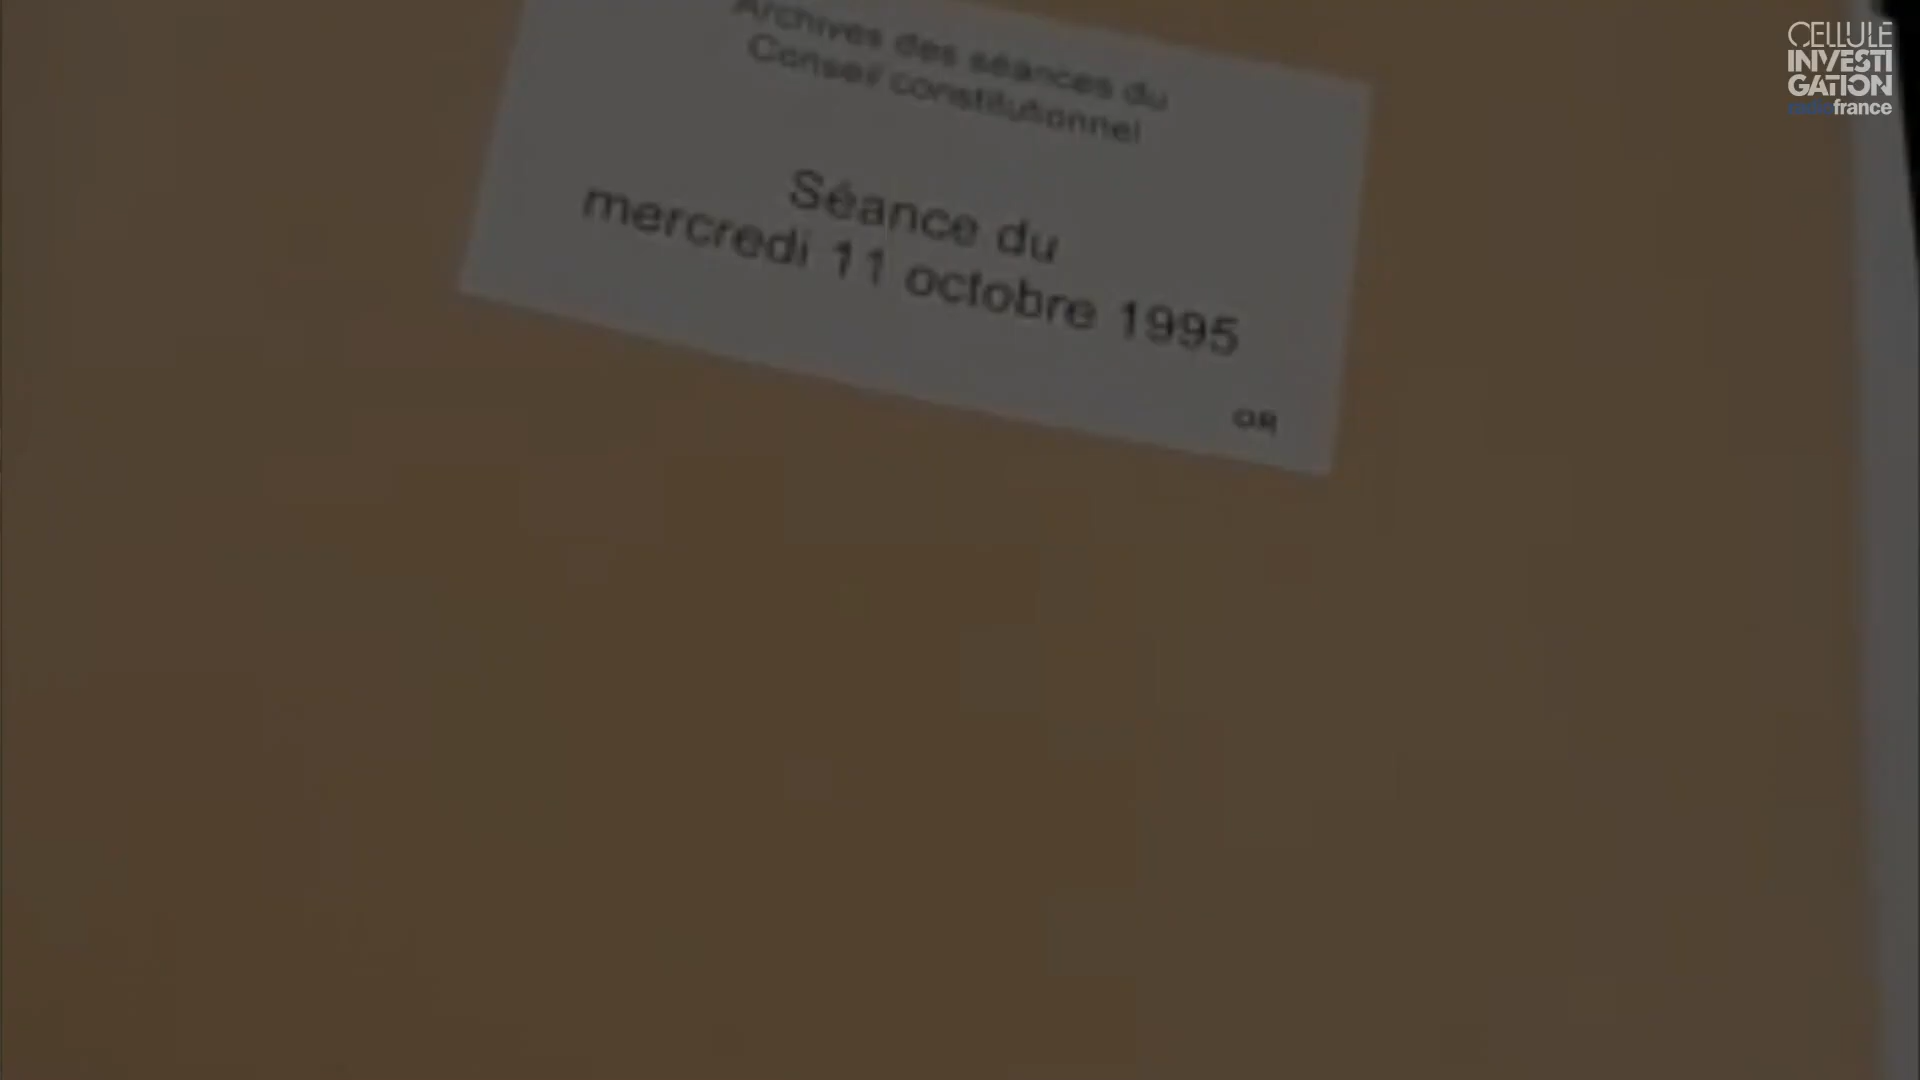 Archives des séances du
Conseil constitutionnel
Séance du
mercredi 11 octobre 1995
OR
CELLULE
INVESTI
GATION
radiofrance